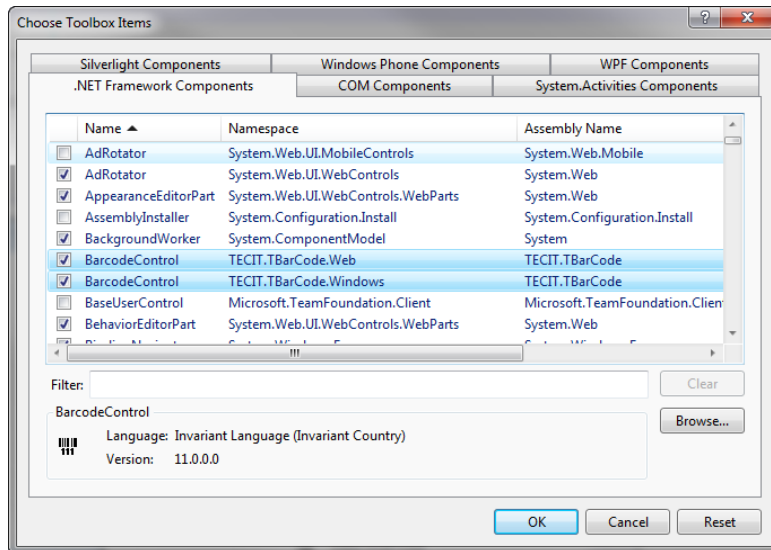 Choose Toolbox Items
Silverlight Components Windows Phone Components WPF Components
.NET Framework Components COM Components System.Activities Components
Name Namespace Assembly Name
AdRotator System.Web.UI.MobileControls System.Web.Mobile
AdRotator System.Web.UI.WebControls System.Web
AppearanceEditorPart System.Web.UI.WebControls.WebParts System.Web
AssemblyInstaller System.Configuration.Install System.Configuration.Install
BackgroundWorker System.ComponentModel System
BarcodeControl TECIT.TBarCode.Web TECIT.TBarCode
BarcodeControl TECIT.TBarCode.Windows TECIT.TBarCode
BaseUserControl Microsoft.TeamFoundation.Client Microsoft.TeamFoundation.Clien
BehaviorEditorPart System.Web.UI.WebControls.WebParts System.Web
Filter: Clear
BarcodeControl Browse...
Language: Invariant Language (Invariant Country)
Version: 11.0.0.0
OK Cancel Reset